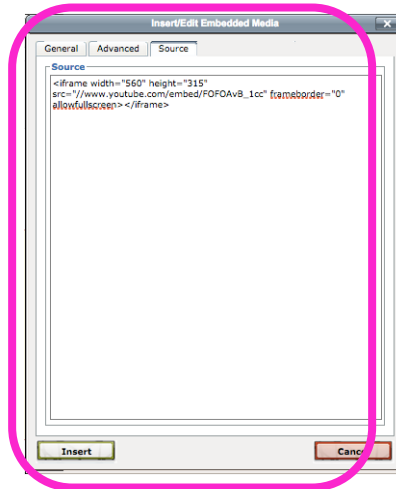 Insert/Edit Embedded Media
General Advanced Source
Source
<iframe width="560" height="315"
src="//www.youtube.com/embed/FOFOAvB_1cc" frameborder="0"
allowfullscreen></iframe>
Insert Cancel